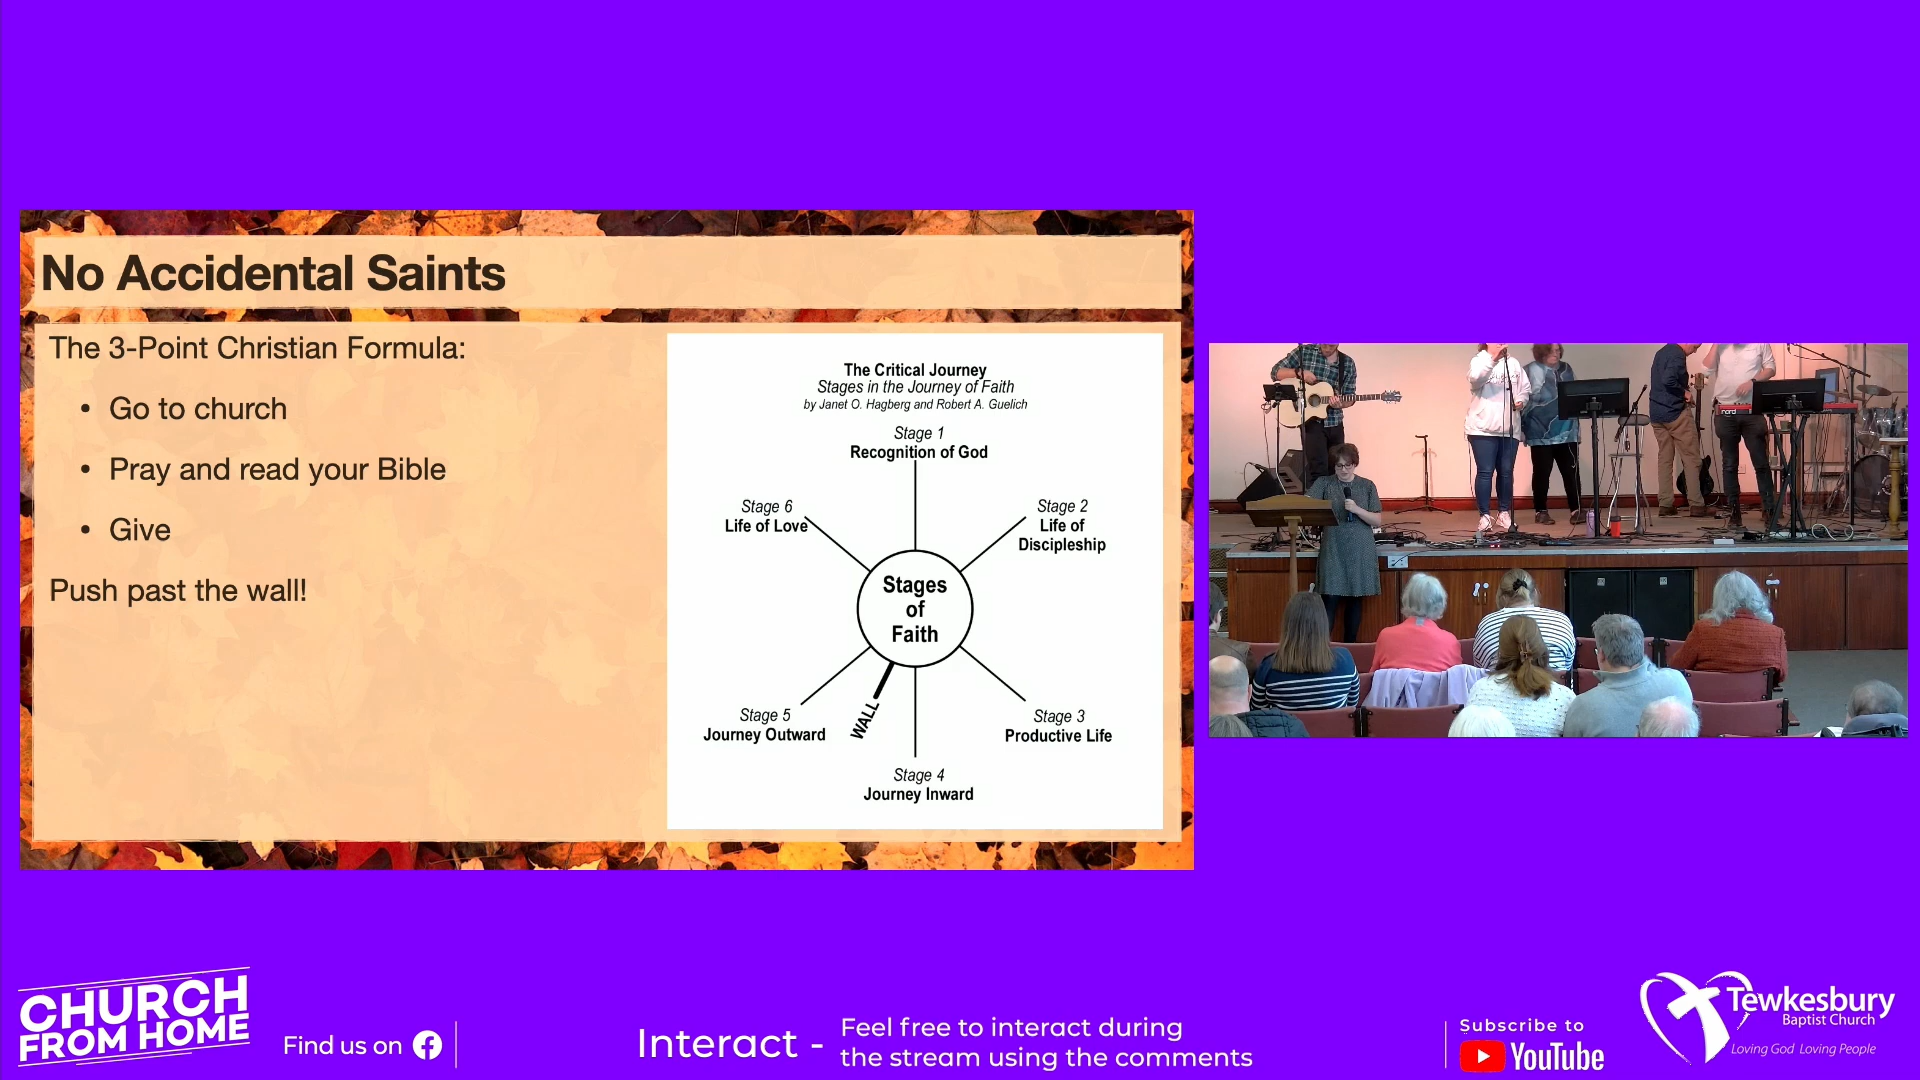 No Accidental Saints
The 3-Point Christian Formula:
• Go to church
• Pray and read your Bible
• Give
Push past the wall!
The Critical Journey
Stages in the Journey of Faith
by Janet O. Hagberg and Robert A. Guelich
Stage 1
Recognition of God
Stage 2
Life of
Discipleship
Stage 3
Productive Life
Stage 4
Journey Inward
WALL
Stage 5
Journey Outward
Stage 6
Life of Love
Stages
of
Faith
nord
CHURCH
FROM HOME
Find us on
Interact -
Feel free to interact during
the stream using the comments
Subscribe to
YouTube
Tewkesbury
Baptist Church
Loving God Loving People